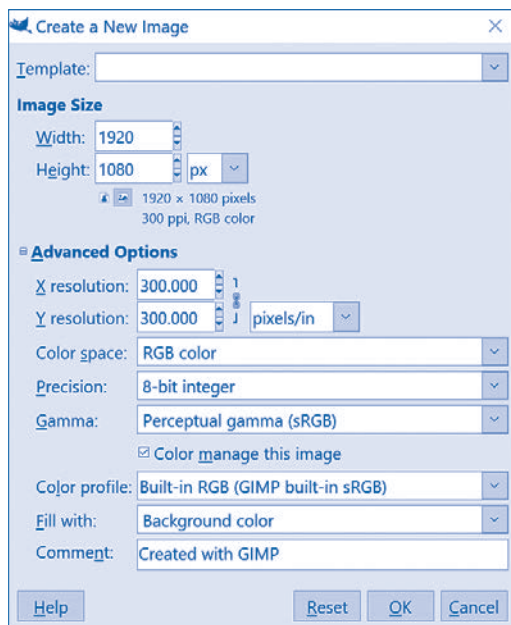 Create a New Image
Template:
Image Size
Width: 1920
Height: 1080 px
1920 × 1080 pixels
300 ppi, RGB color
Advanced Options
X resolution: 300.000
Y resolution: 300.000 pixels/in
Color space: RGB color
Precision: 8-bit integer
Gamma: Perceptual gamma (sRGB)
Color manage this image
Color profile: Built-in RGB (GIMP built-in sRGB)
Fill with: Background color
Comment: Created with GIMP
Help Reset OK Cancel